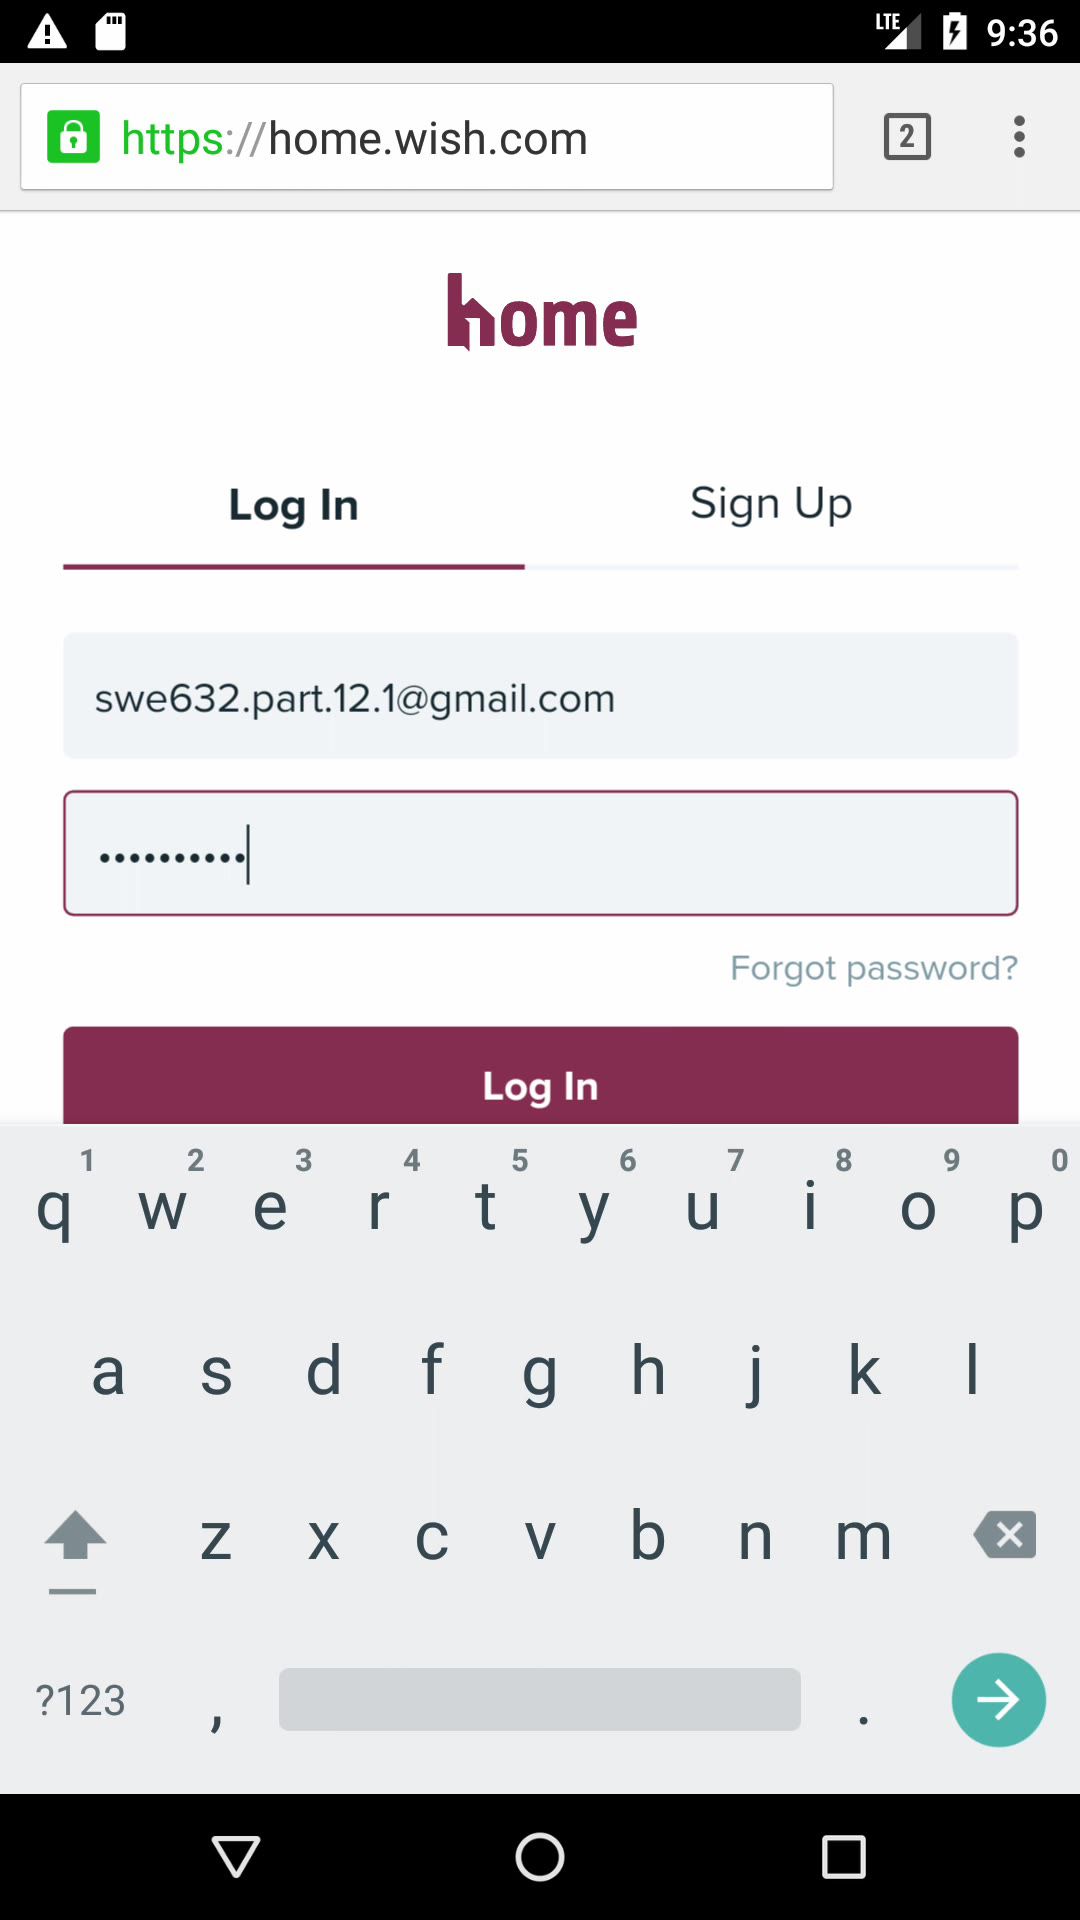 LTE 9:36
https://home.wish.com 2
home
Log In Sign Up
swe632.part.12.1@gmail.com
••••••••••
Forgot password?
Log In
1 2 3 4 5 6 7 8 9 0
q w e r t y u i o p
a s d f g h j k l
z x c v b n m
?123 , .